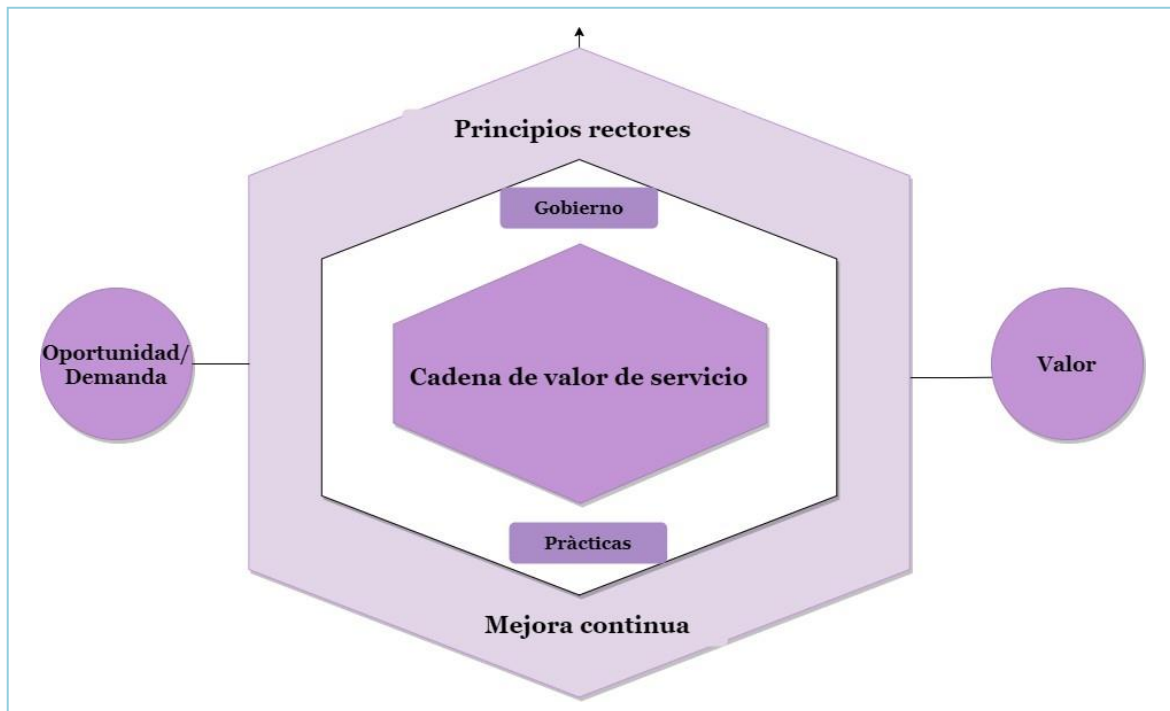 Principios rectores
Gobierno
Oportunidad/
Demanda
Cadena de valor de servicio
Valor
Pràcticas
Mejora continua